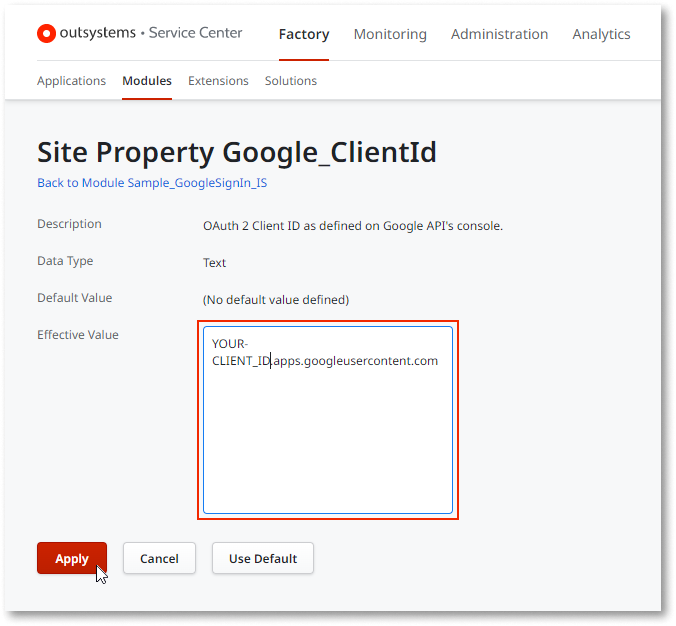 outsystems • Service Center Factory Monitoring Administration Analytics
Applications Modules Extensions Solutions
Site Property Google_ClientId
Back to Module Sample_GoogleSignIn_IS
Description OAuth 2 Client ID as defined on Google API's console.
Data Type Text
Default Value (No default value defined)
Effective Value YOUR-
CLIENT_ID.apps.googleusercontent.com
Apply Cancel Use Default